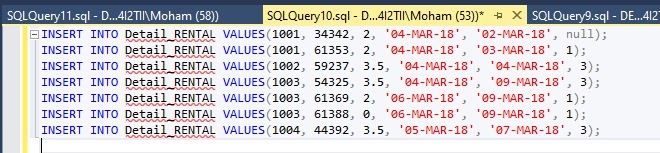 SQLQuery11.sql - D...4l2TIl\Moham (58))
SQLQuery10.sql - D...4l2TIl\Moham (53))*
SQLQuery9.sql - DE...4l2
INSERT INTO Detail_RENTAL VALUES(1001, 34342, 2, '04-MAR-18', '02-MAR-18', null);
INSERT INTO Detail_RENTAL VALUES(1001, 61353, 2, '04-MAR-18', '03-MAR-18', 1);
INSERT INTO Detail_RENTAL VALUES(1002, 59237, 3.5, '04-MAR-18', '04-MAR-18', 3);
INSERT INTO Detail_RENTAL VALUES(1003, 54325, 3.5, '04-MAR-18', '09-MAR-18', 3);
INSERT INTO Detail_RENTAL VALUES(1003, 61369, 2, '06-MAR-18', '09-MAR-18', 1);
INSERT INTO Detail_RENTAL VALUES(1003, 61388, 0, '06-MAR-18', '09-MAR-18', 1);
INSERT INTO Detail_RENTAL VALUES(1004, 44392, 3.5, '05-MAR-18', '07-MAR-18', 3);